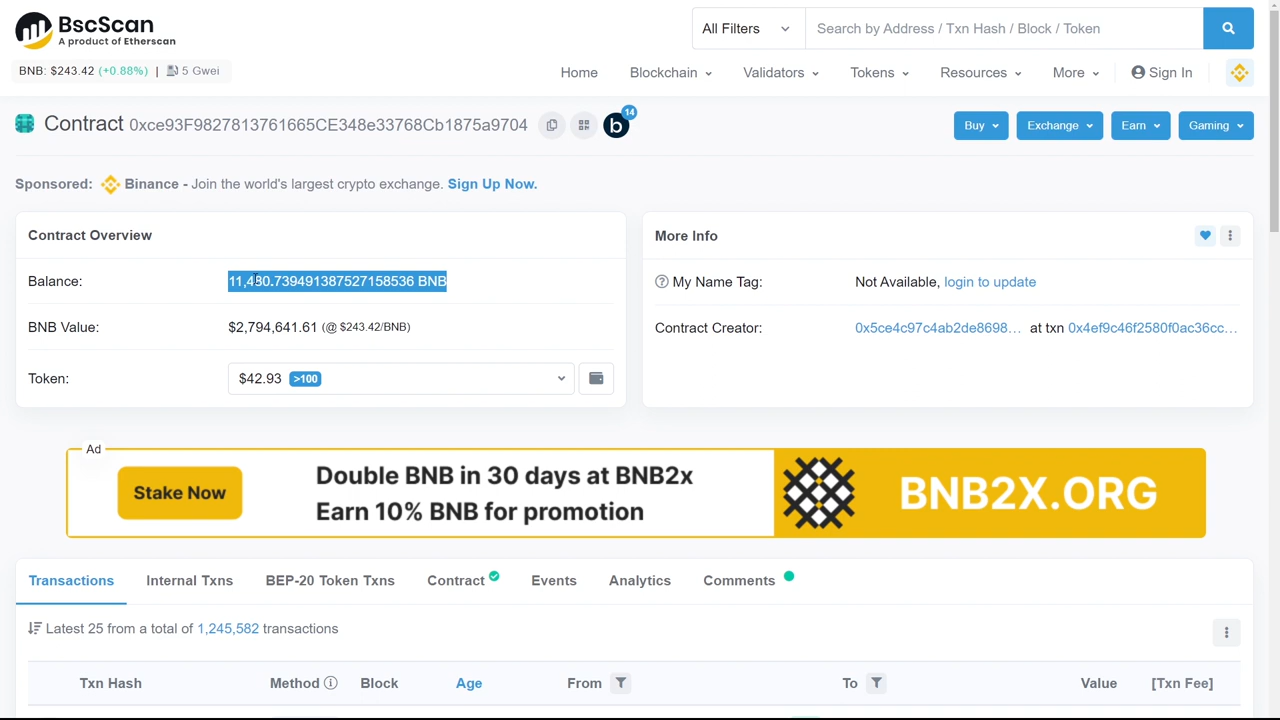 BscScan
A product of Etherscan
All Filters
Search by Address / Txn Hash / Block / Token
BNB: $243.42 (+0.88%) | 5 Gwei
Home Blockchain Validators Tokens Resources More Sign In
Contract 0xce93F9827813761665CE348e33768Cb1875a9704
b 14
Buy Exchange Earn Gaming
Sponsored: Binance - Join the world's largest crypto exchange. Sign Up Now.
Contract Overview
Balance: 11,480.739491387527158536 BNB
BNB Value: $2,794,641.61 (@ $243.42/BNB)
Token: $42.93 >100
More Info
My Name Tag: Not Available, login to update
Contract Creator: 0x5ce4c97c4ab2de8698... at txn 0x4ef9c46f2580f0ac36cc...
Ad
Stake Now
Double BNB in 30 days at BNB2x
Earn 10% BNB for promotion
BNB2X.ORG
Transactions Internal Txns BEP-20 Token Txns Contract Events Analytics Comments
Latest 25 from a total of 1,245,582 transactions
Txn Hash Method Block Age From To Value [Txn Fee]